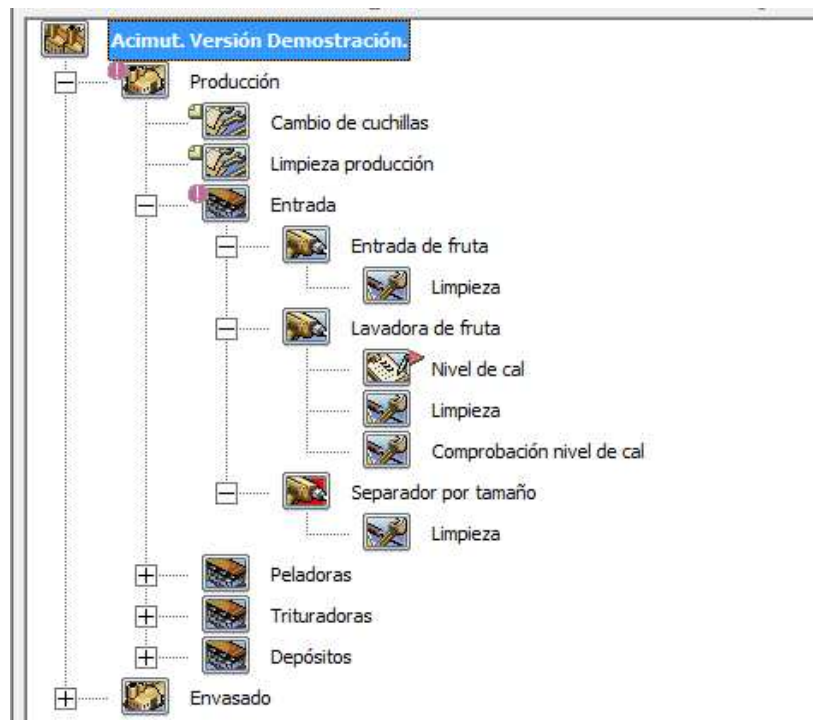 Acimut. Versión Demostración.
Producción
Cambio de cuchillas
Limpieza producción
Entrada
Entrada de fruta
Limpieza
Lavadora de fruta
Nivel de cal
Limpieza
Comprobación nivel de cal
Separador por tamaño
Limpieza
Peladoras
Trituradoras
Depósitos
Envasado